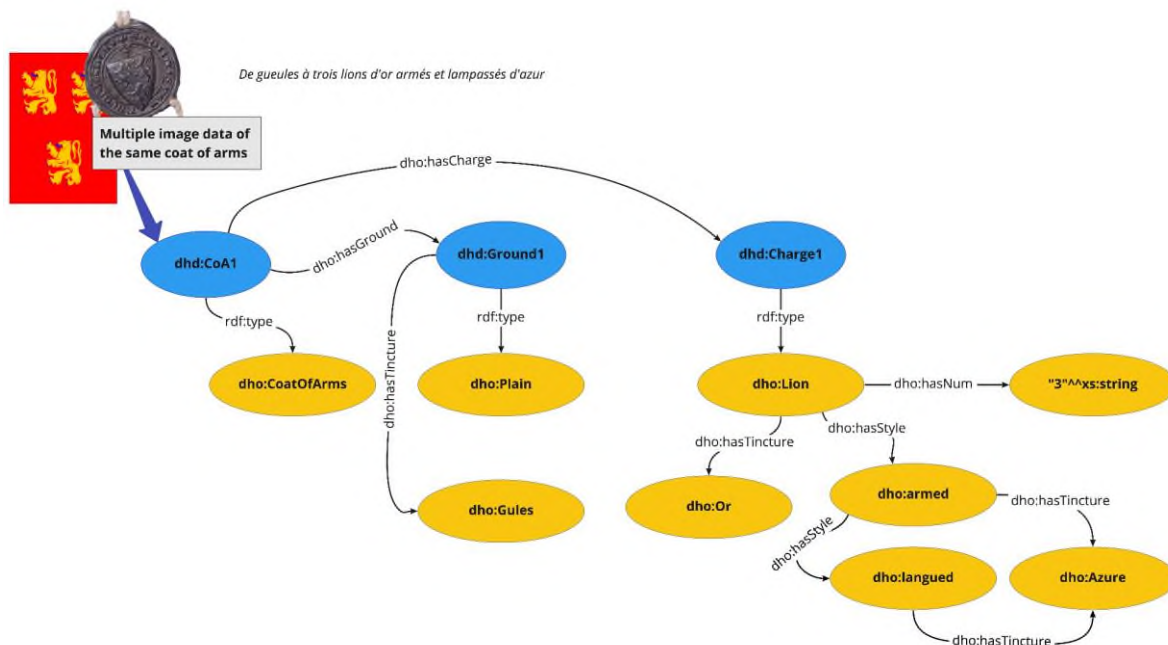 De gueules à trois lions d'or armés et lampassés d'azur
Multiple image data of
the same coat of arms
dho:hasCharge
dhd:CoA1
dho:hasGround
dhd:Ground1
dhd:Charge1
rdf:type
dho:hasTincture
rdf:type
rdf:type
dho:CoatOfArms
dho:Plain
dho:Lion
dho:hasNum
"3"^^xs:string
dho:hasTincture
dho:hasStyle
dho:Gules
dho:Or
dho:armed
dho:hasTincture
dho:hasStyle
dho:langued
dho:Azure
dho:hasTincture